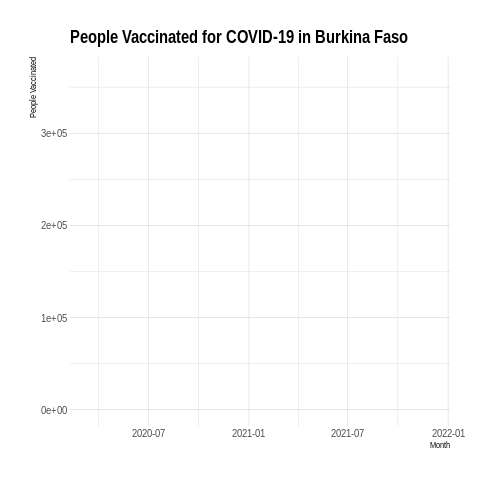 People Vaccinated for COVID-19 in Burkina Faso
People Vaccinated
3e+05
2e+05
1e+05
0e+00
2020-07 2021-01 2021-07 2022-01
Month